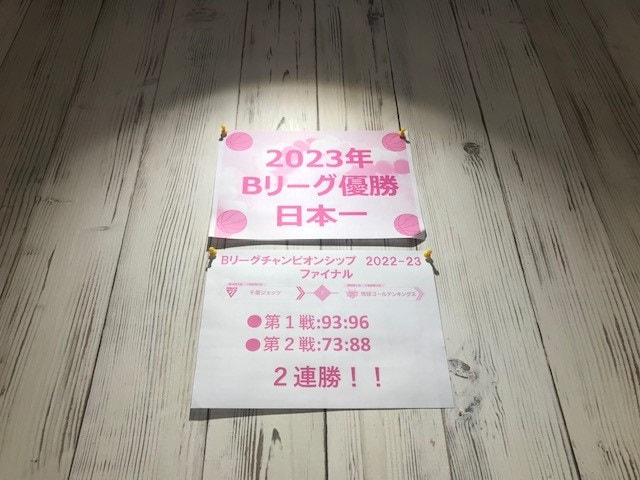 2023年
Bリーグ優勝
日本一
Bリーグチャンピオンシップ 2022-23
ファイナル
千葉ジェッツ
琉球ゴールデンキングス
●第1戦:93:96
●第2戦:73:88
2連勝！！